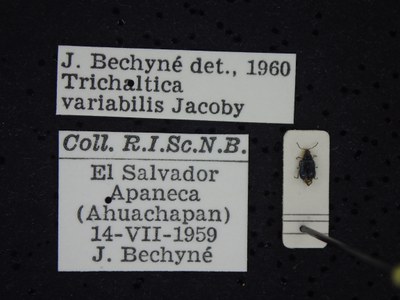 J. Bechyné det., 1960
Trichaltica
variabilis Jacoby
Coll. R.I.Sc.N.B.
El Salvador
Apaneca
(Ahuachapan)
14-VII-1959
J. Bechyné